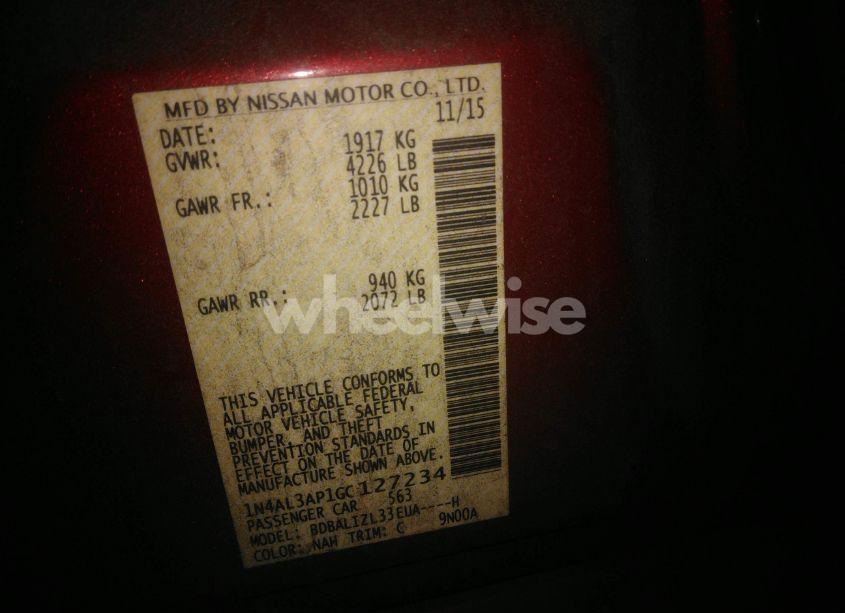 MFD BY NISSAN MOTOR CO., LTD.
DATE: 11/15
GVWR: 1917 KG
4226 LB
GAWR FR.: 1010 KG
2227 LB
GAWR RR.: 940 KG
2072 LB
wheelwise
THIS VEHICLE CONFORMS TO
ALL APPLICABLE FEDERAL
MOTOR VEHICLE SAFETY,
BUMPER, AND THEFT
PREVENTION STANDARDS IN
EFFECT ON THE DATE OF
MANUFACTURE SHOWN ABOVE.
1N4AL3AP1GC127234
PASSENGER CAR 563
MODEL: BDBALIZL33EUA----H
COLOR: NAH TRIM: C 9N00A